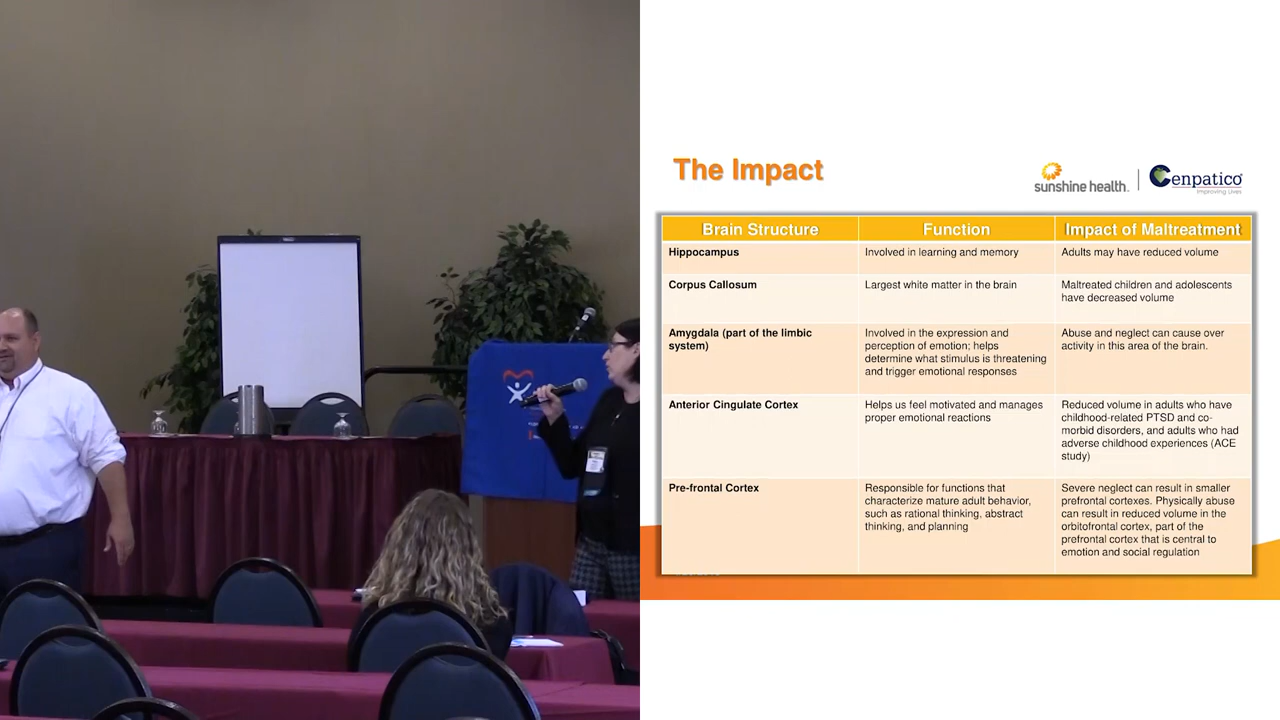 The Impact
sunshine health.
Cenpatico
Improving Lives
Brain Structure
Function
Impact of Maltreatment
Hippocampus
Involved in learning and memory
Adults may have reduced volume
Corpus Callosum
Largest white matter in the brain
Maltreated children and adolescents
have decreased volume
Amygdala (part of the limbic
system)
Involved in the expression and
perception of emotion; helps
determine what stimulus is threatening
and trigger emotional responses
Abuse and neglect can cause over
activity in this area of the brain.
Anterior Cingulate Cortex
Helps us feel motivated and manages
proper emotional reactions
Reduced volume in adults who have
childhood-related PTSD and co-
morbid disorders, and adults who had
adverse childhood experiences (ACE
study)
Pre-frontal Cortex
Responsible for functions that
characterize mature adult behavior,
such as rational thinking, abstract
thinking, and planning
Severe neglect can result in smaller
prefrontal cortexes. Physically abuse
can result in reduced volume in the
orbitofrontal cortex, part of the
prefrontal cortex that is central to
emotion and social regulation